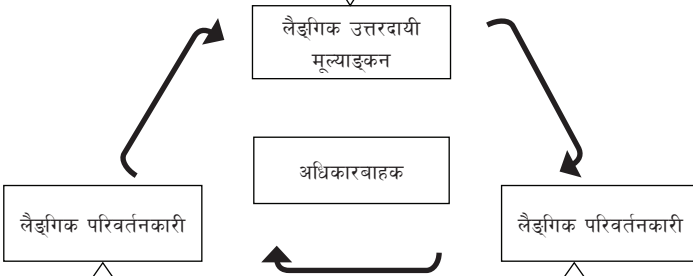 लैङ्गिक उत्तरदायी
मूल्याङ्कन
अधिकारबाहक
लैङ्गिक परिवर्तनकारी
लैङ्गिक परिवर्तनकारी